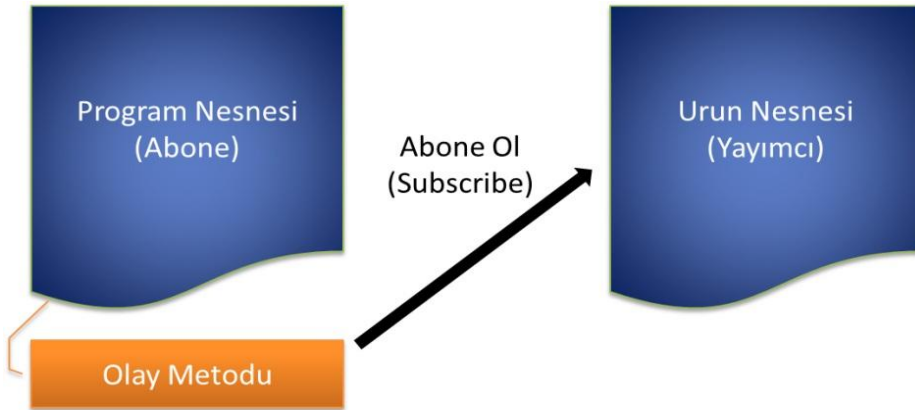 Program Nesnesi
(Abone)
Abone Ol
(Subscribe)
Urun Nesnesi
(Yayımcı)
Olay Metodu